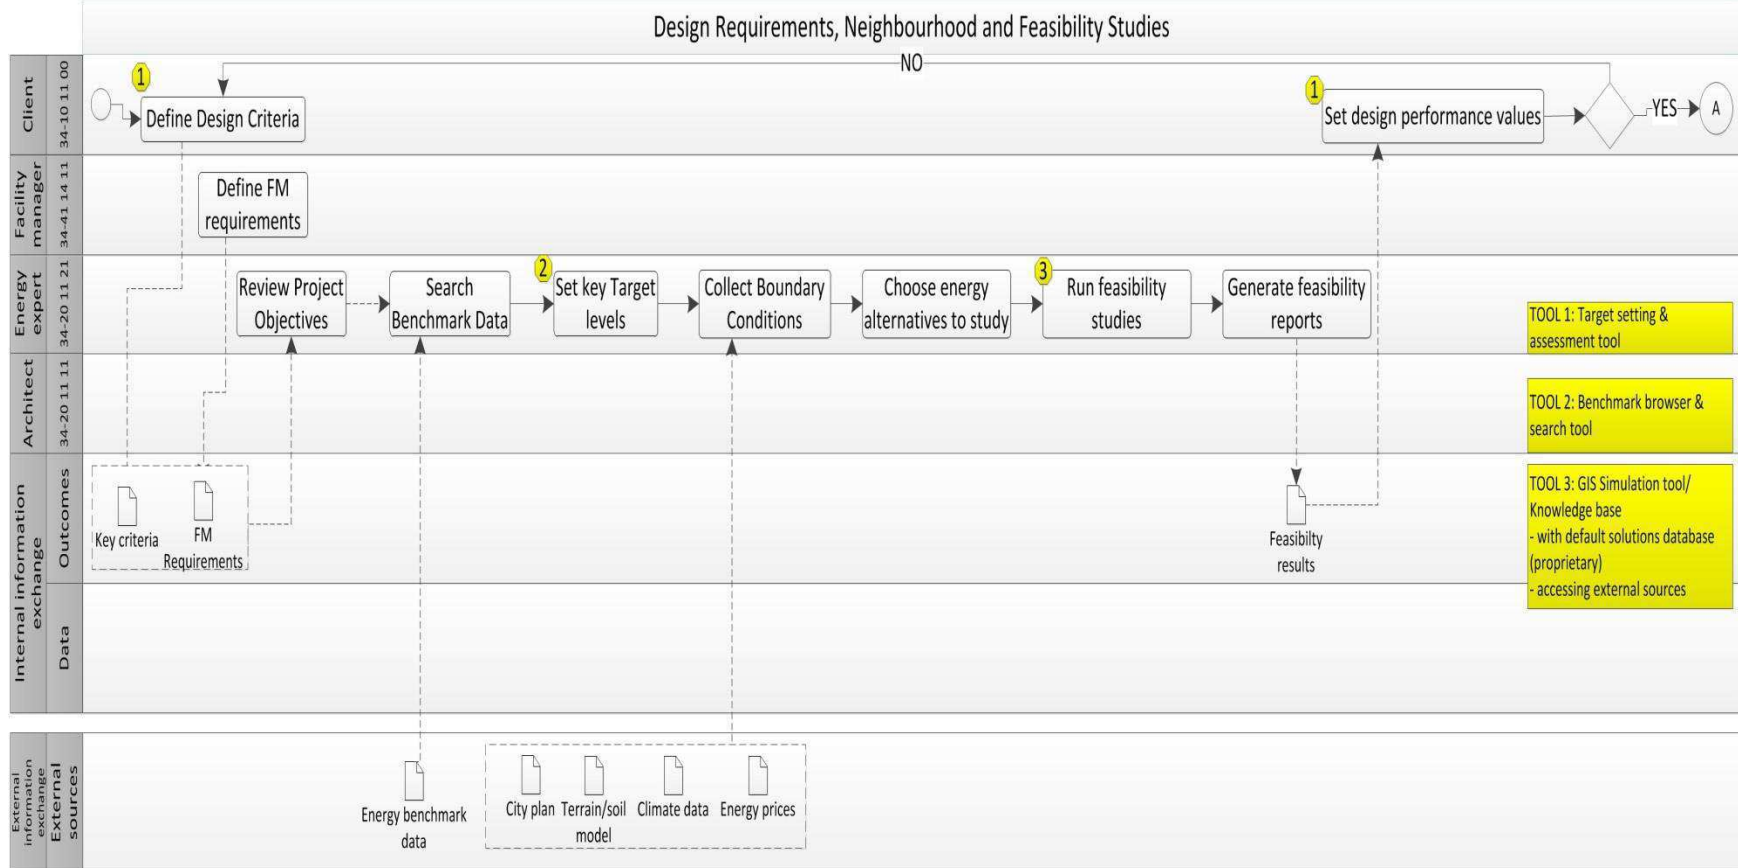 Design Requirements, Neighbourhood and Feasibility Studies
Client
34-10 11 00
1
Define Design Criteria
NO
1
Set design performance values
YES
A
Facility
manager
34-41 14 11
Define FM
requirements
Energy
expert
34-20 11 21
Review Project
Objectives
Search
Benchmark Data
2
Set key Target
levels
Collect Boundary
Conditions
Choose energy
alternatives to study
3
Run feasibility
studies
Generate feasibility
reports
TOOL 1: Target setting &
assessment tool
Architect
34-20 11 11
TOOL 2: Benchmark browser &
search tool
Internal information
exchange
Outcomes
Key criteria
FM
Requirements
Feasibilty
results
TOOL 3: GIS Simulation tool/
Knowledge base
- with default solutions database
(proprietary)
- accessing external sources
Data
External
information
exchange
External
sources
Energy benchmark
data
City plan
Terrain/soil
model
Climate data
Energy prices